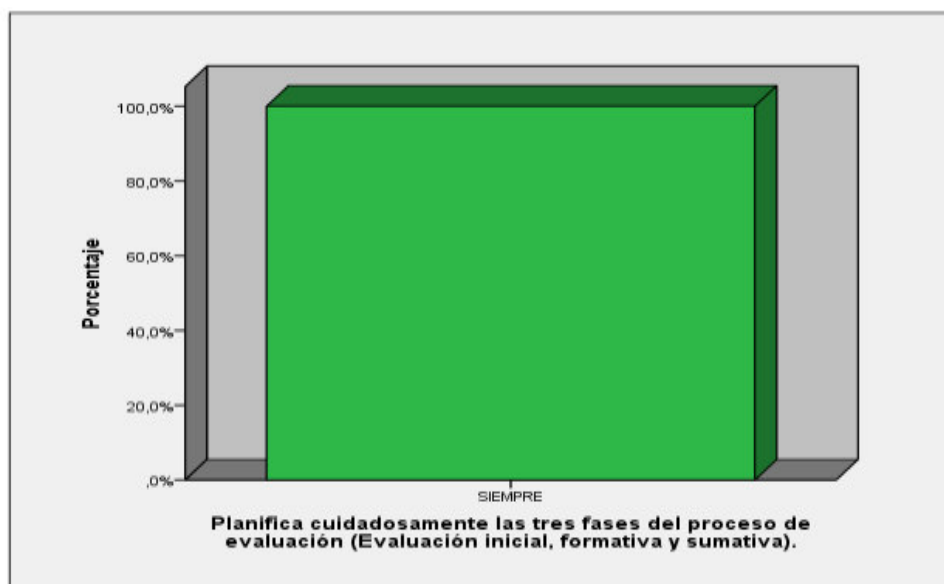 Porcentaje
100,0%
80,0%
60,0%
40,0%
20,0%
,0%
SIEMPRE
Planifica cuidadosamente las tres fases del proceso de
evaluación (Evaluación inicial, formativa y sumativa).